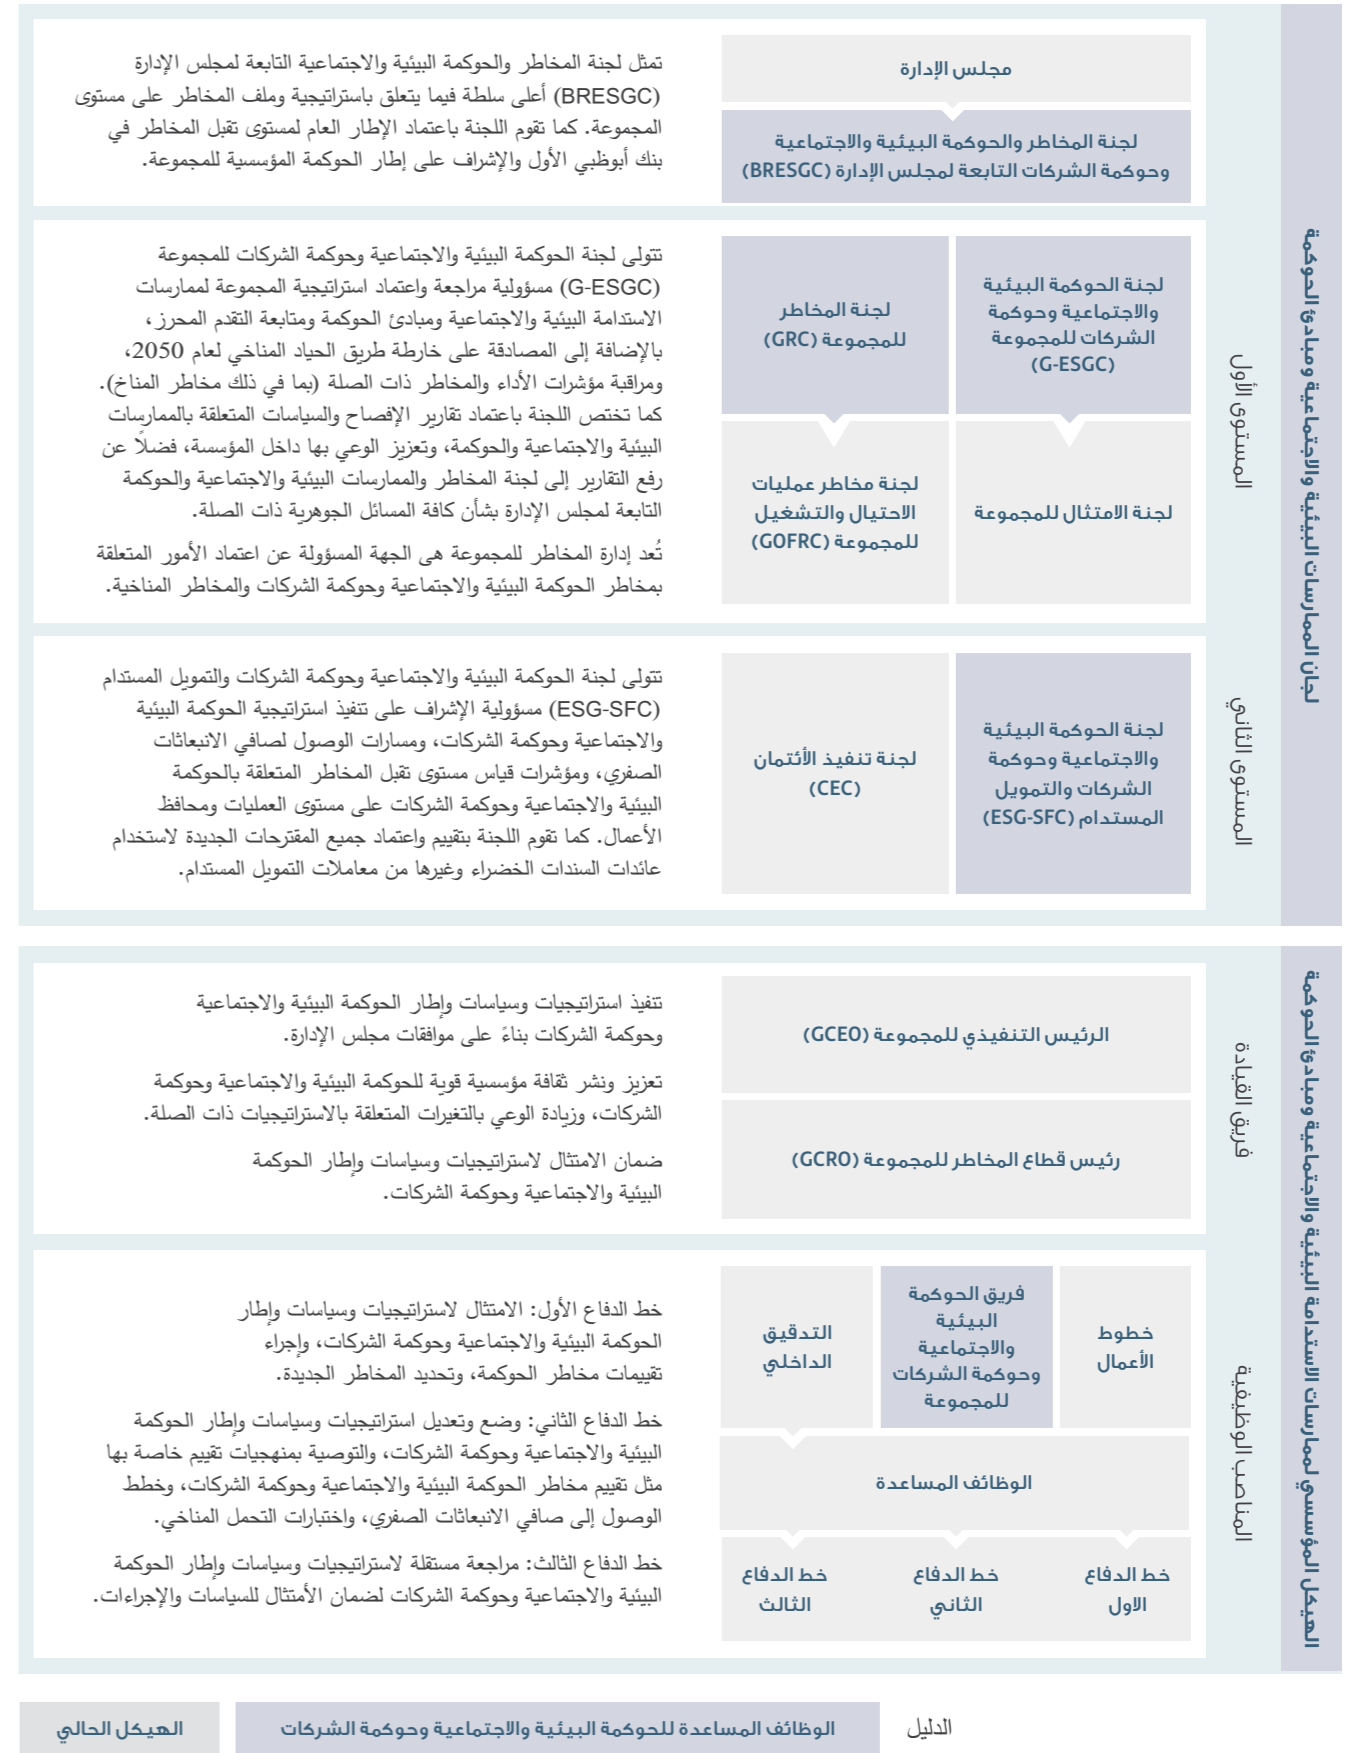 لجان الممارسات البيئية والاجتماعية ومبادئ الحوكمة
المستوى الأول
مجلس الإدارة
لجنة المخاطر والحوكمة البيئية والاجتماعية
وحوكمة الشركات التابعة لمجلس الإدارة (BRESGC)
تمثل لجنة المخاطر والحوكمة البيئية والاجتماعية التابعة لمجلس الإدارة
(BRESGC) أعلى سلطة فيما يتعلق باستراتيجية وملف المخاطر على مستوى
المجموعة. كما تقوم اللجنة باعتماد الإطار العام لمستوى تقبل المخاطر في
بنك أبوظبي الأول والإشراف على إطار الحوكمة المؤسسية للمجموعة.
لجنة الحوكمة البيئية
والاجتماعية وحوكمة
الشركات للمجموعة
(G-ESGC)
لجنة المخاطر
للمجموعة (GRC)
لجنة الامتثال للمجموعة
لجنة مخاطر عمليات
الاحتيال والتشغيل
للمجموعة (GOFRC)
تتولى لجنة الحوكمة البيئية والاجتماعية وحوكمة الشركات للمجموعة
(G-ESGC) مسؤولية مراجعة واعتماد استراتيجية المجموعة لممارسات
الاستدامة البيئية والاجتماعية ومبادئ الحوكمة ومتابعة التقدم المحرز،
بالإضافة إلى المصادقة على خارطة طريق الحياد المناخي لعام 2050،
ومراقبة مؤشرات الأداء والمخاطر ذات الصلة (بما في ذلك مخاطر المناخ).
كما تختص اللجنة باعتماد تقارير الإفصاح والسياسات المتعلقة بالممارسات
البيئية والاجتماعية والحوكمة، وتعزيز الوعي بها داخل المؤسسة، فضلًا عن
رفع التقارير إلى لجنة المخاطر والممارسات البيئية والاجتماعية والحوكمة
التابعة لمجلس الإدارة بشأن كافة المسائل الجوهرية ذات الصلة.
تُعد إدارة المخاطر للمجموعة هى الجهة المسؤولة عن اعتماد الأمور المتعلقة
بمخاطر الحوكمة البيئية والاجتماعية وحوكمة الشركات والمخاطر المناخية.
المستوى الثاني
لجنة الحوكمة البيئية
والاجتماعية وحوكمة
الشركات والتمويل
المستدام (ESG-SFC)
لجنة تنفيذ الأئتمان
(CEC)
تتولى لجنة الحوكمة البيئية والاجتماعية وحوكمة الشركات والتمويل المستدام
(ESG-SFC) مسؤولية الإشراف على تنفيذ استراتيجية الحوكمة البيئية
والاجتماعية وحوكمة الشركات، ومسارات الوصول لصافي الانبعاثات
الصفري، ومؤشرات قياس مستوى تقبل المخاطر المتعلقة بالحوكمة
البيئية والاجتماعية وحوكمة الشركات على مستوى العمليات ومحافظ
الأعمال. كما تقوم اللجنة بتقييم واعتماد جميع المقترحات الجديدة لاستخدام
عائدات السندات الخضراء وغيرها من معاملات التمويل المستدام.
الهيكل المؤسسي لممارسات الاستدامة البيئية والاجتماعية ومبادئ الحوكمة
فريق القيادة
الرئيس التنفيذي للمجموعة (GCEO)
رئيس قطاع المخاطر للمجموعة (GCRO)
تنفيذ استراتيجيات وسياسات وإطار الحوكمة البيئية والاجتماعية
وحوكمة الشركات بناءً على موافقات مجلس الإدارة.
تعزيز ونشر ثقافة مؤسسية قوية للحوكمة البيئية والاجتماعية وحوكمة
الشركات، وزيادة الوعي بالتغيرات المتعلقة بالاستراتيجيات ذات الصلة.
ضمان الامتثال لاستراتيجيات وسياسات وإطار الحوكمة
البيئية والاجتماعية وحوكمة الشركات.
المناصب الوظيفية
خطوط
الأعمال
فريق الحوكمة
البيئية
والاجتماعية
وحوكمة الشركات
للمجموعة
التدقيق
الداخلي
الوظائف المساعدة
خط الدفاع
الاول
خط الدفاع
الثاني
خط الدفاع
الثالث
خط الدفاع الأول: الامتثال لاستراتيجيات وسياسات وإطار
الحوكمة البيئية والاجتماعية وحوكمة الشركات، وإجراء
تقييمات مخاطر الحوكمة، وتحديد المخاطر الجديدة.
خط الدفاع الثاني: وضع وتعديل استراتيجيات وسياسات وإطار الحوكمة
البيئية والاجتماعية وحوكمة الشركات، والتوصية بمنهجيات تقييم خاصة بها
مثل تقييم مخاطر الحوكمة البيئية والاجتماعية وحوكمة الشركات، وخطط
الوصول إلى صافي الانبعاثات الصفري، واختبارات التحمل المناخي.
خط الدفاع الثالث: مراجعة مستقلة لاستراتيجيات وسياسات وإطار الحوكمة
البيئية والاجتماعية وحوكمة الشركات لضمان الأمتثال للسياسات والإجراءات.
الدليل
الوظائف المساعدة للحوكمة البيئية والاجتماعية وحوكمة الشركات
الهيكل الحالي